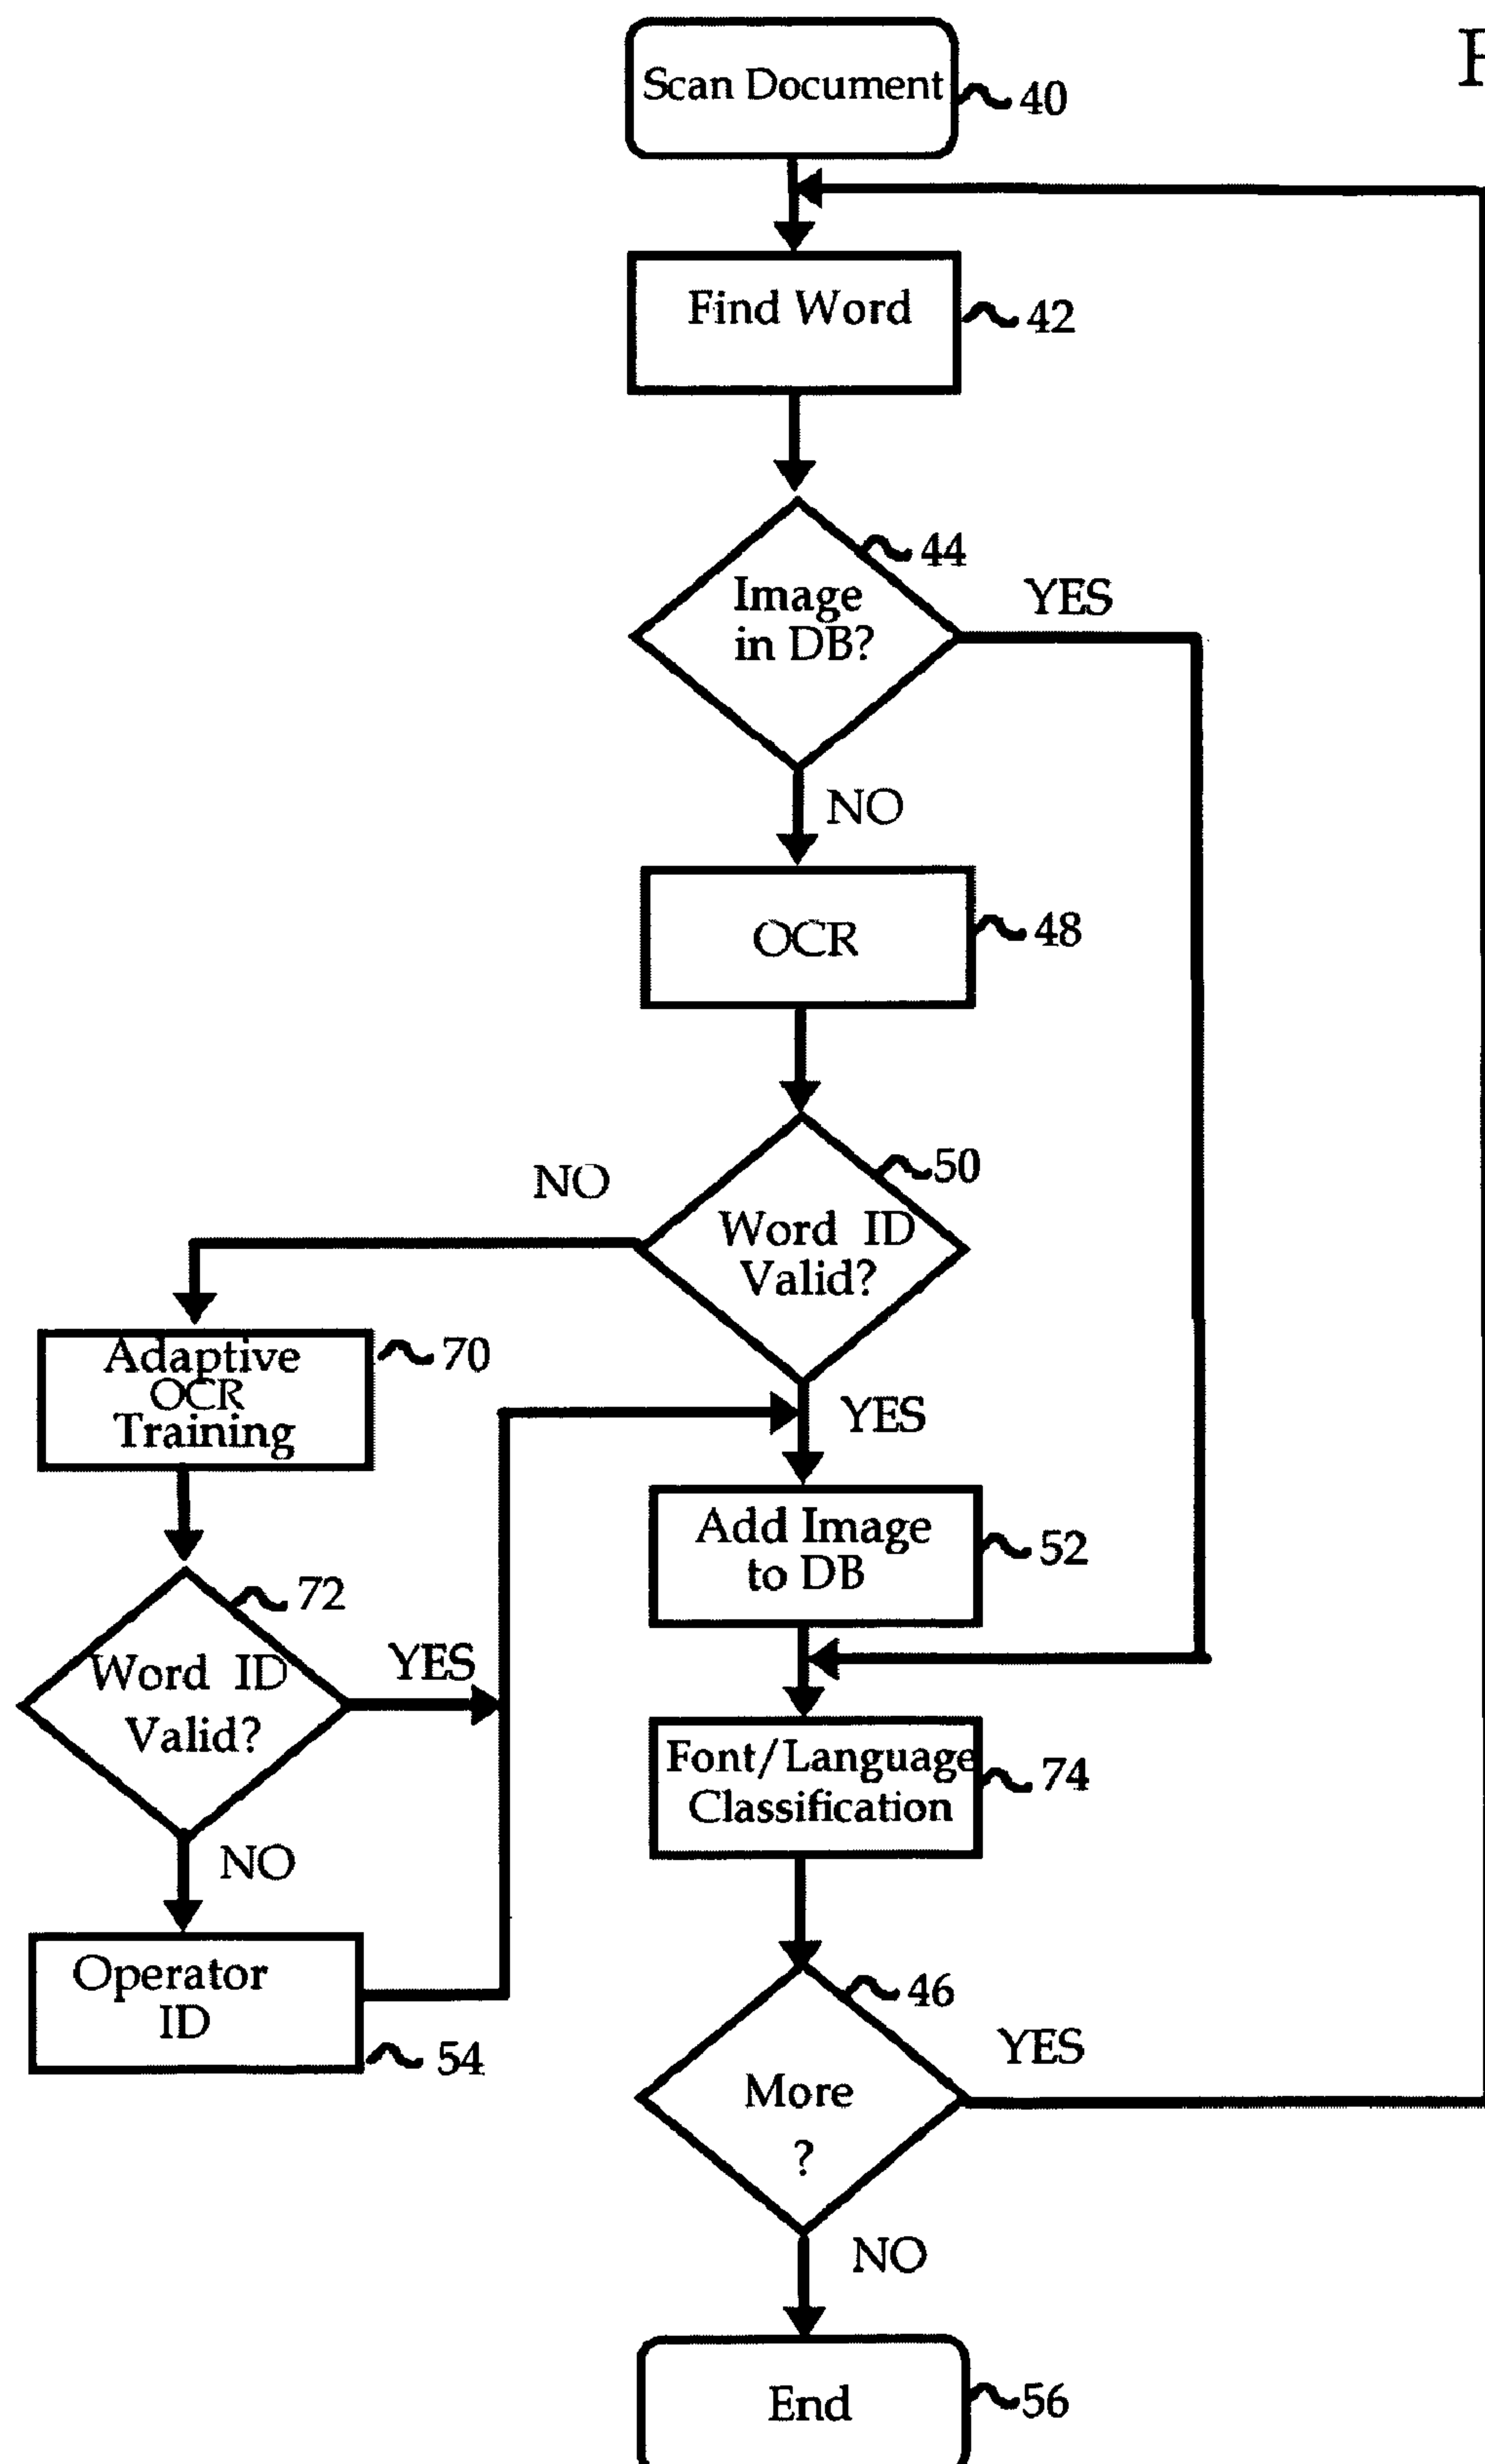 Scan Document
40
Find Word
42
44
Image
in DB?
YES
NO
OCR
48
50
NO
Word ID
Valid?
YES
Adaptive
OCR
Training
70
Add Image
to DB
52
72
Word ID
Valid?
YES
NO
Font/Language
Classification
74
Operator
ID
54
46
More
?
YES
NO
End
56